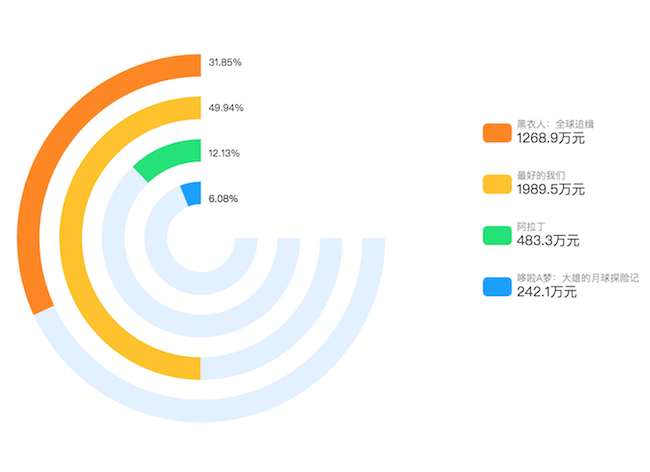 31.85%
49.94%
12.13%
6.08%
黑衣人：全球追缉
1268.9万元
最好的我们
1989.5万元
阿拉丁
483.3万元
哆啦A梦：大雄的月球探险记
242.1万元